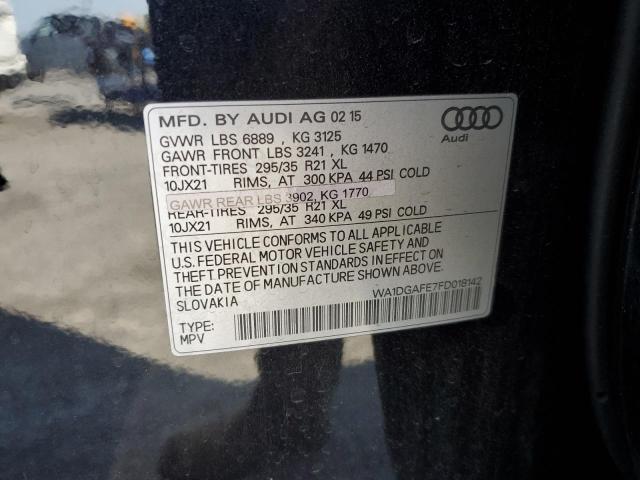 MFD. BY AUDI AG 02 15
GVWR LBS 6889 , KG 3125
GAWR FRONT LBS 3241 , KG 1470
FRONT-TIRES 295/35 R21 XL
10JX21 RIMS, AT 300 KPA 44 PSI COLD
GAWR REAR LBS 3902, KG 1770
REAR-TIRES 295/35 R21 XL
10JX21 RIMS, AT 340 KPA 49 PSI COLD
THIS VEHICLE CONFORMS TO ALL APPLICABLE
U.S. FEDERAL MOTOR VEHICLE SAFETY AND
THEFT PREVENTION STANDARDS IN EFFECT ON
THE DATE OF MANUFACTURE SHOWN ABOVE.
SLOVAKIA
WA1DGAFE7FD018142
TYPE:
MPV
Audi